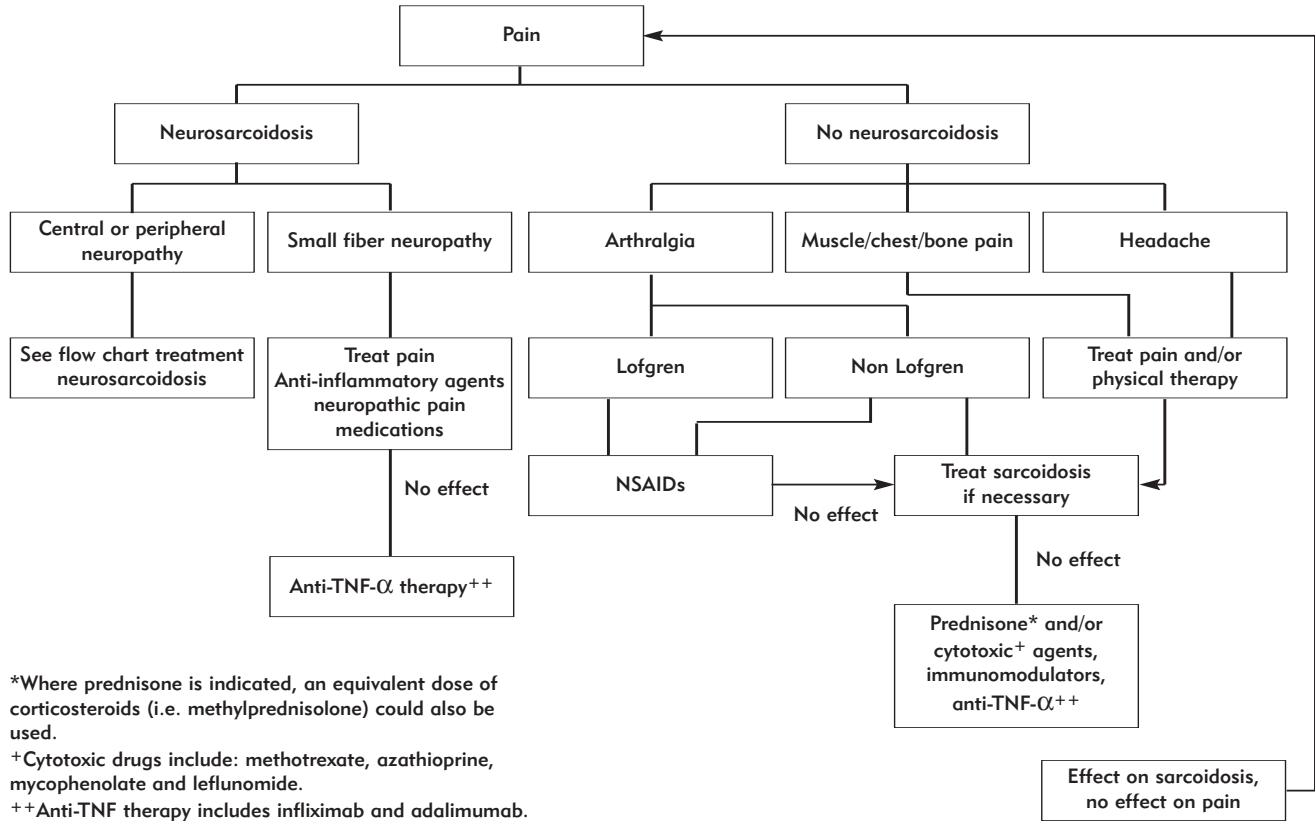 Pain
Neurosarcoidosis
No neurosarcoidosis
Central or peripheral
neuropathy
Small fiber neuropathy
Arthralgia
Muscle/chest/bone pain
Headache
See flow chart treatment
neurosarcoidosis
Treat pain
Anti-inflammatory agents
neuropathic pain
medications
Lofgren
Non Lofgren
Treat pain and/or
physical therapy
No effect
NSAIDs
No effect
Treat sarcoidosis
if necessary
No effect
Anti-TNF-α therapy++
Prednisone* and/or
cytotoxic+ agents,
immunomodulators,
anti-TNF-α++
*Where prednisone is indicated, an equivalent dose of
corticosteroids (i.e. methylprednisolone) could also be
used.
+Cytotoxic drugs include: methotrexate, azathioprine,
mycophenolate and leflunomide.
++Anti-TNF therapy includes infliximab and adalimumab.
Effect on sarcoidosis,
no effect on pain